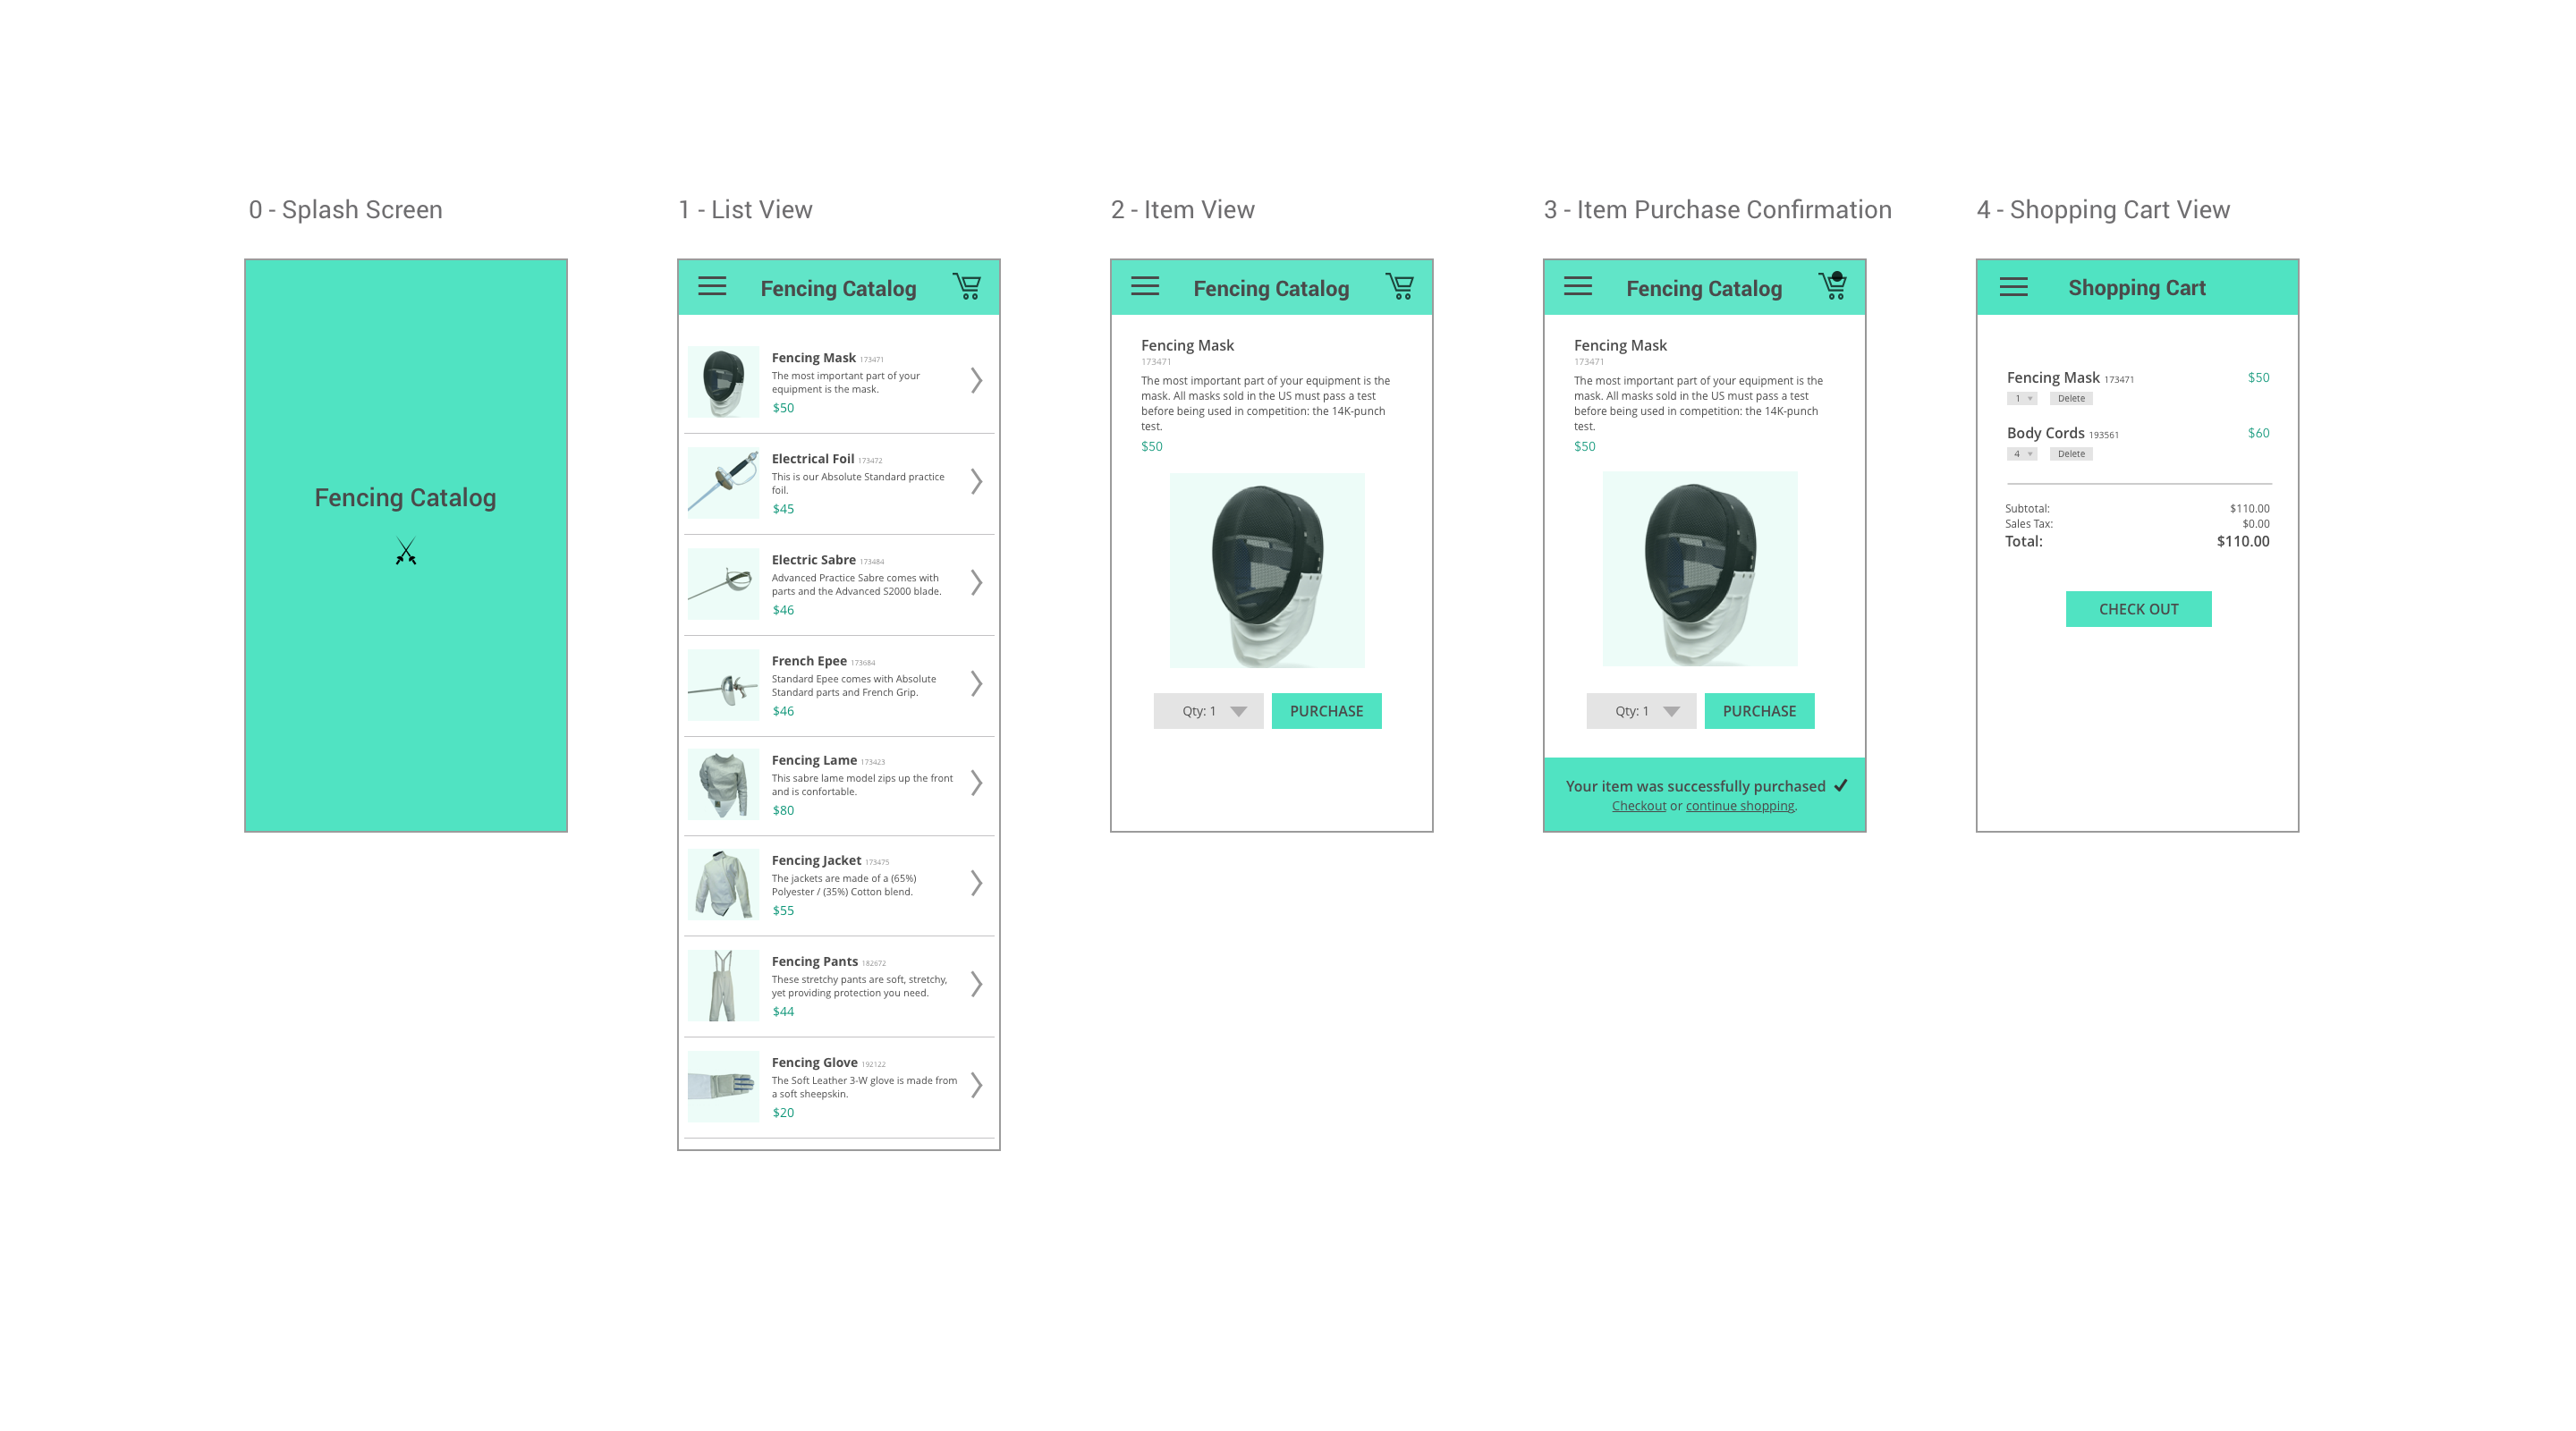 0 - Splash Screen
Fencing Catalog
1 - List View
Fencing Catalog
Fencing Mask 173471
The most important part of your
equipment is the mask.
$50
Electrical Foil 173472
This is our Absolute Standard practice
foil.
$45
Electric Sabre 173484
Advanced Practice Sabre comes with
parts and the Advanced S2000 blade.
$46
French Epee 173684
Standard Epee comes with Absolute
Standard parts and French Grip.
$46
Fencing Lame 173423
This sabre lame model zips up the front
and is confortable.
$80
Fencing Jacket 173475
The jackets are made of a (65%)
Polyester / (35%) Cotton blend.
$55
Fencing Pants 182672
These stretchy pants are soft, stretchy,
yet providing protection you need.
$44
Fencing Glove 192122
The Soft Leather 3-W glove is made from
a soft sheepskin.
$20
2 - Item View
Fencing Catalog
Fencing Mask
173471
The most important part of your equipment is the
mask. All masks sold in the US must pass a test
before being used in competition: the 14K-punch
test.
$50
Qty: 1
PURCHASE
3 - Item Purchase Confirmation
Fencing Catalog
Fencing Mask
173471
The most important part of your equipment is the
mask. All masks sold in the US must pass a test
before being used in competition: the 14K-punch
test.
$50
Qty: 1
PURCHASE
Your item was successfully purchased
Checkout or continue shopping.
4 - Shopping Cart View
Shopping Cart
Fencing Mask 173471 $50
1 Delete
Body Cords 193561 $60
4 Delete
Subtotal: $110.00
Sales Tax: $0.00
Total: $110.00
CHECK OUT